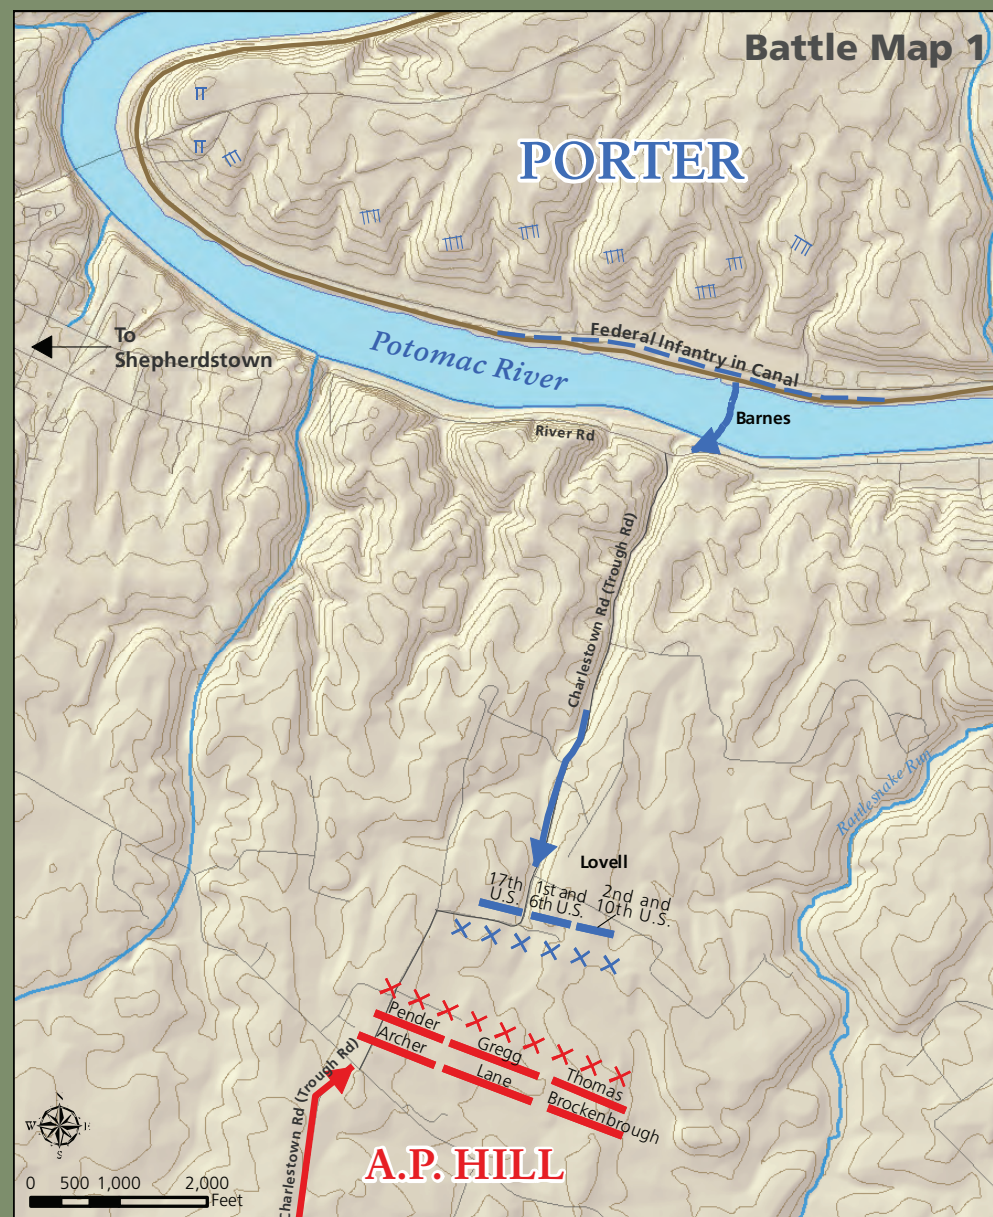 Battle Map 1
PORTER
To
Shepherdstown
Potomac River
Federal Infantry in Canal
Barnes
River Rd
Charlestown Rd (Trough Rd)
Rattlesnake Run
Lovell
17th
U.S.
1st and
6th U.S.
2nd and
10th U.S.
Pender
Gregg
Thomas
Archer
Lane
Brockenbrough
Charlestown Rd (Trough Rd)
A.P. HILL
W
S
0 500 1,000 2,000
Feet